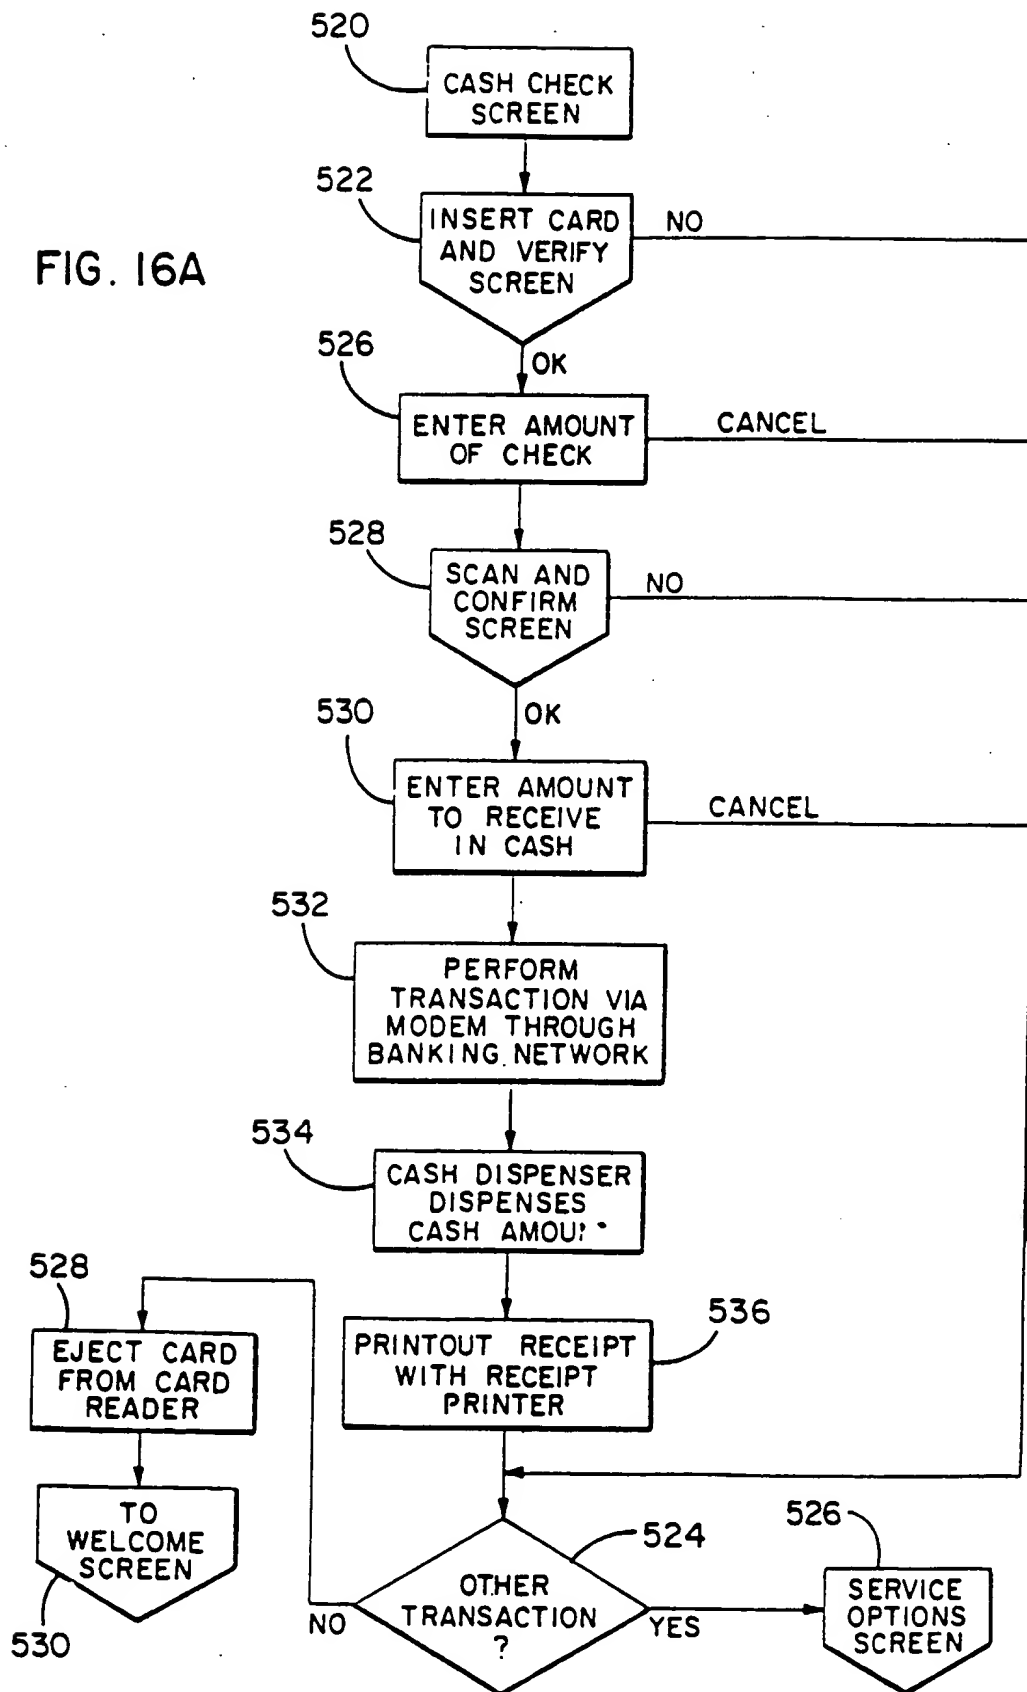 520
CASH CHECK
SCREEN
522
INSERT CARD
AND VERIFY
SCREEN
NO
FIG. 16A
OK
526
ENTER AMOUNT
OF CHECK
CANCEL
528
SCAN AND
CONFIRM
SCREEN
NO
OK
530
ENTER AMOUNT
TO RECEIVE
IN CASH
CANCEL
532
PERFORM
TRANSACTION VIA
MODEM THROUGH
BANKING NETWORK
534
CASH DISPENSER
DISPENSES
CASH
536
PRINTOUT RECEIPT
WITH RECEIPT
PRINTER
528
EJECT CARD
FROM CARD
READER
TO
WELCOME
SCREEN
530
524
OTHER
TRANSACTION
?
NO
YES
526
SERVICE
OPTIONS
SCREEN